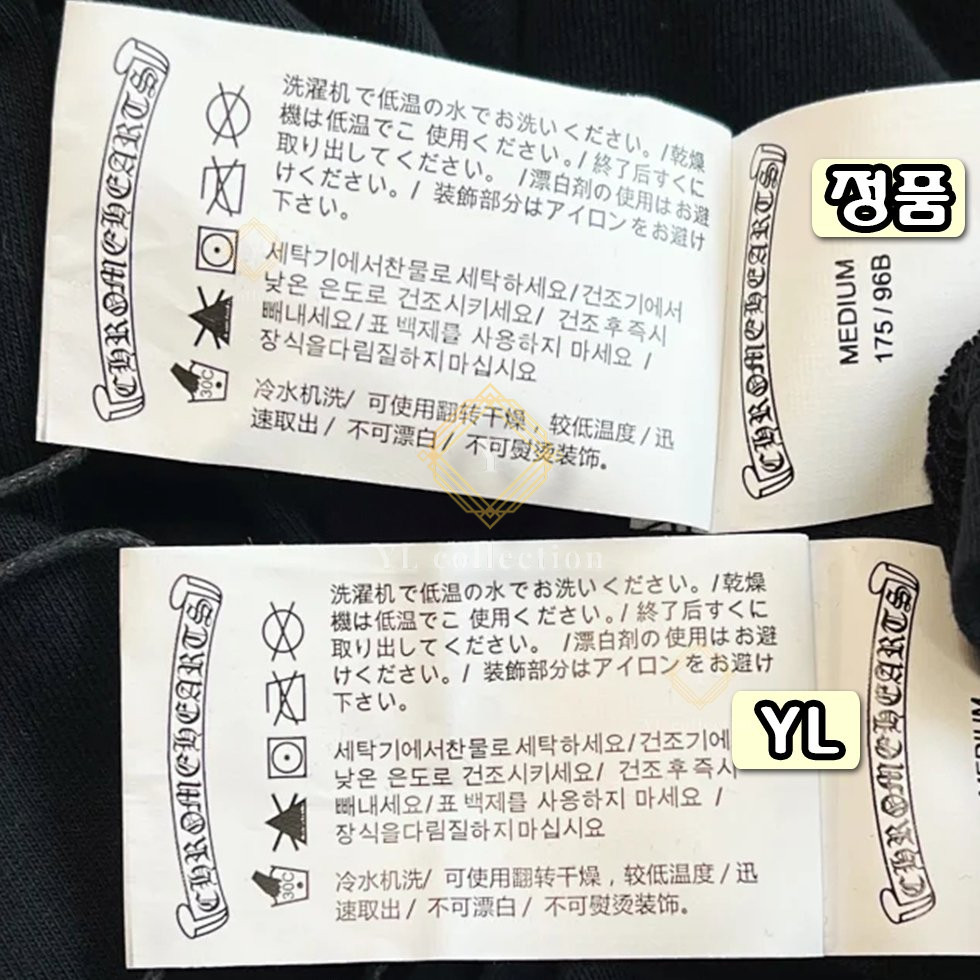 CHROME HEARTS
洗濯机で低温の水でお洗いください。/乾燥
機は低温でこ 使用ください。/ 終了后すぐに
取り出してください。 /漂白剤の使用はお避
けください。/ 装飾部分はアイロンをお避け
下さい。
세탁기에서찬물로세탁하세요/건조기에서
낮온 은도로 건조시키세요/ 건조후즉시
빼내세요/표 백제를 사용하지 마세요 /
장식을다림질하지마십시요
30C
冷水机洗/ 可使用翻转干燥，较低温度/迅
速取出/ 不可漂白/ 不可熨烫装饰。
CHROME HEARTS
정품
MEDIUM
175/96B
YL collection
CHROME HEARTS
洗濯机で低温の水でお洗いください。/乾燥
機は低温でこ 使用ください。/ 終了后すぐに
取り出してください。 /漂白剤の使用はお避
けください。/ 装飾部分はアイロンをお避け
下さい。
세탁기에서찬물로세탁하세요/건조기에
낮온 은도로 건조시키세요/ 건조후즉시
빼내세요/표 백제를 사용하지 마세요 /
장식을다림질하지마십시요
30C
冷水机洗/ 可使用翻转干燥，较低温度/迅
速取出/ 不可漂白/ 不可熨烫装饰。
YL
CHROME HEARTS